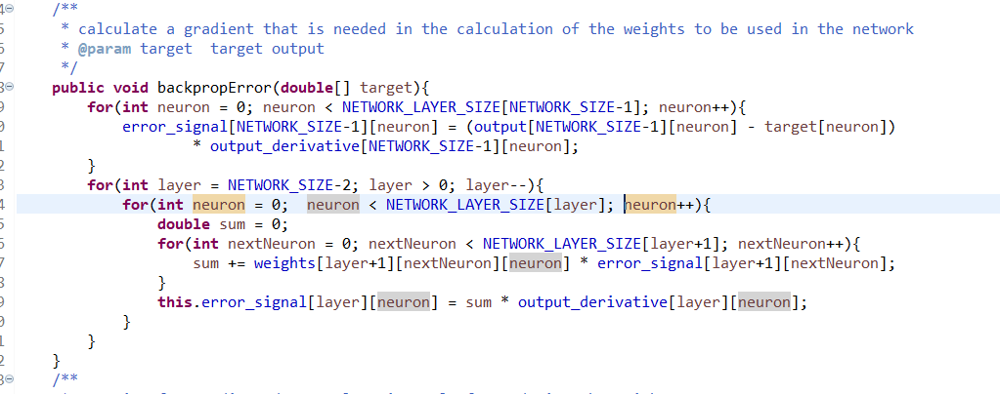 /**
 * calculate a gradient that is needed in the calculation of the weights to be used in the network
 * @param target  target output
 */
public void backpropError(double[] target){
    for(int neuron = 0; neuron < NETWORK_LAYER_SIZE[NETWORK_SIZE-1]; neuron++){
        error_signal[NETWORK_SIZE-1][neuron] = (output[NETWORK_SIZE-1][neuron] - target[neuron])
                * output_derivative[NETWORK_SIZE-1][neuron];
    }
    for(int layer = NETWORK_SIZE-2; layer > 0; layer--){
        for(int neuron = 0;  neuron < NETWORK_LAYER_SIZE[layer]; neuron++){
            double sum = 0;
            for(int nextNeuron = 0; nextNeuron < NETWORK_LAYER_SIZE[layer+1]; nextNeuron++){
                sum += weights[layer+1][nextNeuron][neuron] * error_signal[layer+1][nextNeuron];
            }
            this.error_signal[layer][neuron] = sum * output_derivative[layer][neuron];
        }
    }
}
/**